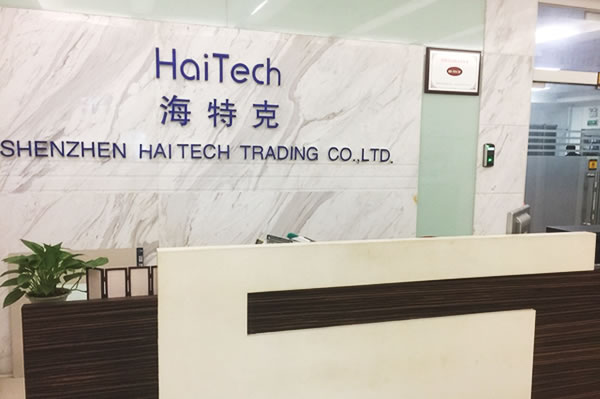 HaiTech
海特克
SHENZHEN HAITECH TRADING CO.,LTD.